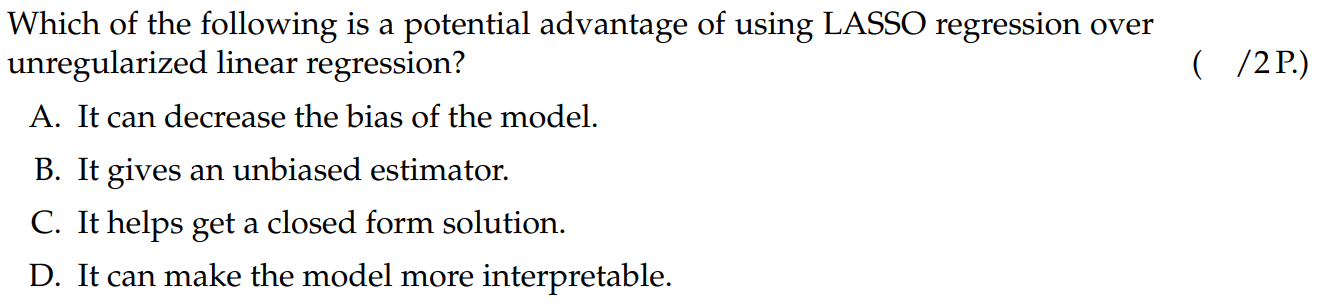 Which of the following is a potential advantage of using LASSO regression over
unregularized linear regression? ( /2 P.)
A. It can decrease the bias of the model.
B. It gives an unbiased estimator.
C. It helps get a closed form solution.
D. It can make the model more interpretable.